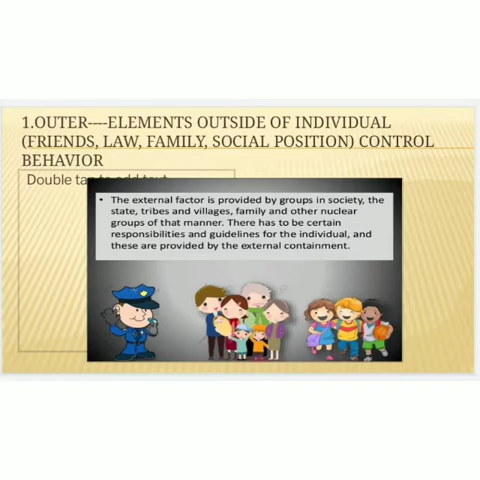 1.OUTER----ELEMENTS OUTSIDE OF INDIVIDUAL
(FRIENDS, LAW, FAMILY, SOCIAL POSITION) CONTROL
BEHAVIOR
Double tap to add text
• The external factor is provided by groups in society, the
state, tribes and villages, family and other nuclear
groups of that manner. There has to be certain
responsibilities and guidelines for the individual, and
these are provided by the external containment.